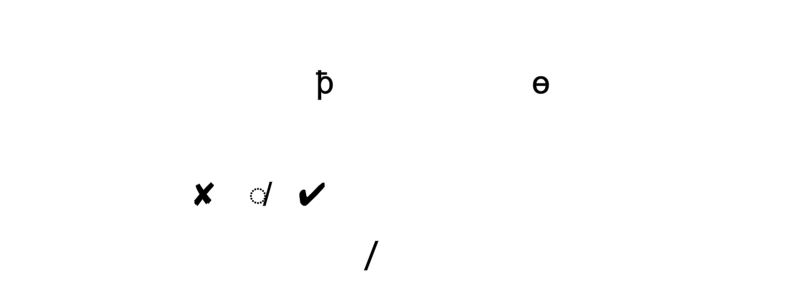 ꝥ ɵ
✘ ◌̸ ✔
/